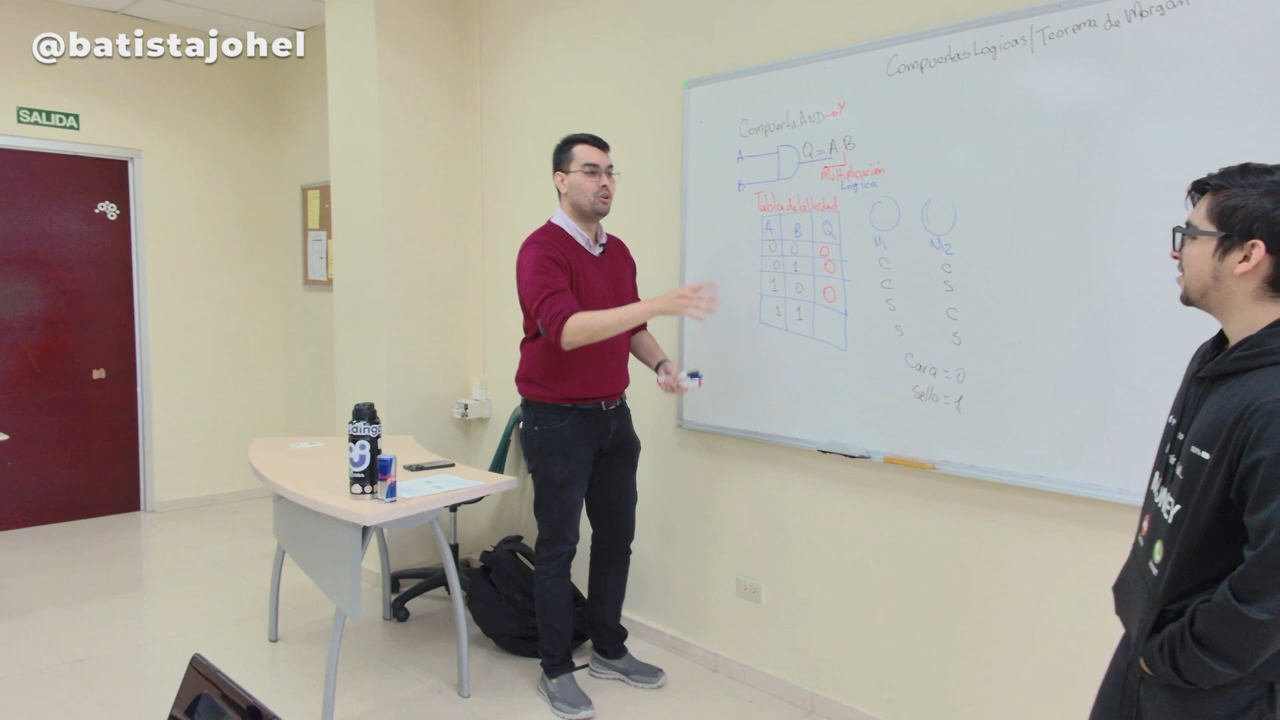 @batistajohel
SALIDA
Compuertas Lógicas/Teorema de Morgan
Compuerta AND → Y
A
B
Q = A B
Multiplicación
Lógica
Tabla de la Verdad
A B Q
0 0 0
0 1 0
1 0 0
1 1
M1 M2
C C
C S
S C
S S
Cara = 0
Sello = 1
dingo